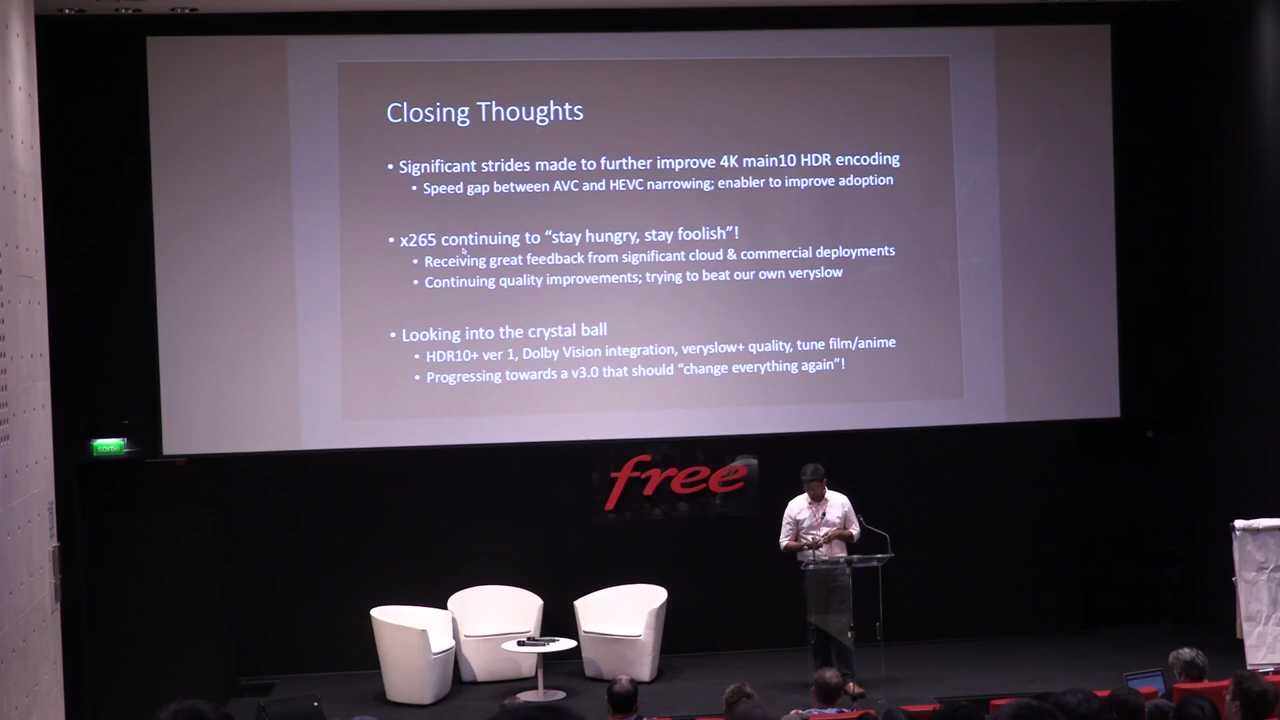 Closing Thoughts
• Significant strides made to further improve 4K main10 HDR encoding
• Speed gap between AVC and HEVC narrowing; enabler to improve adoption
• x265 continuing to “stay hungry, stay foolish”!
• Receiving great feedback from significant cloud & commercial deployments
• Continuing quality improvements; trying to beat our own veryslow
• Looking into the crystal ball
• HDR10+ ver 1, Dolby Vision integration, veryslow+ quality, tune film/anime
• Progressing towards a v3.0 that should “change everything again”!
sortie
free